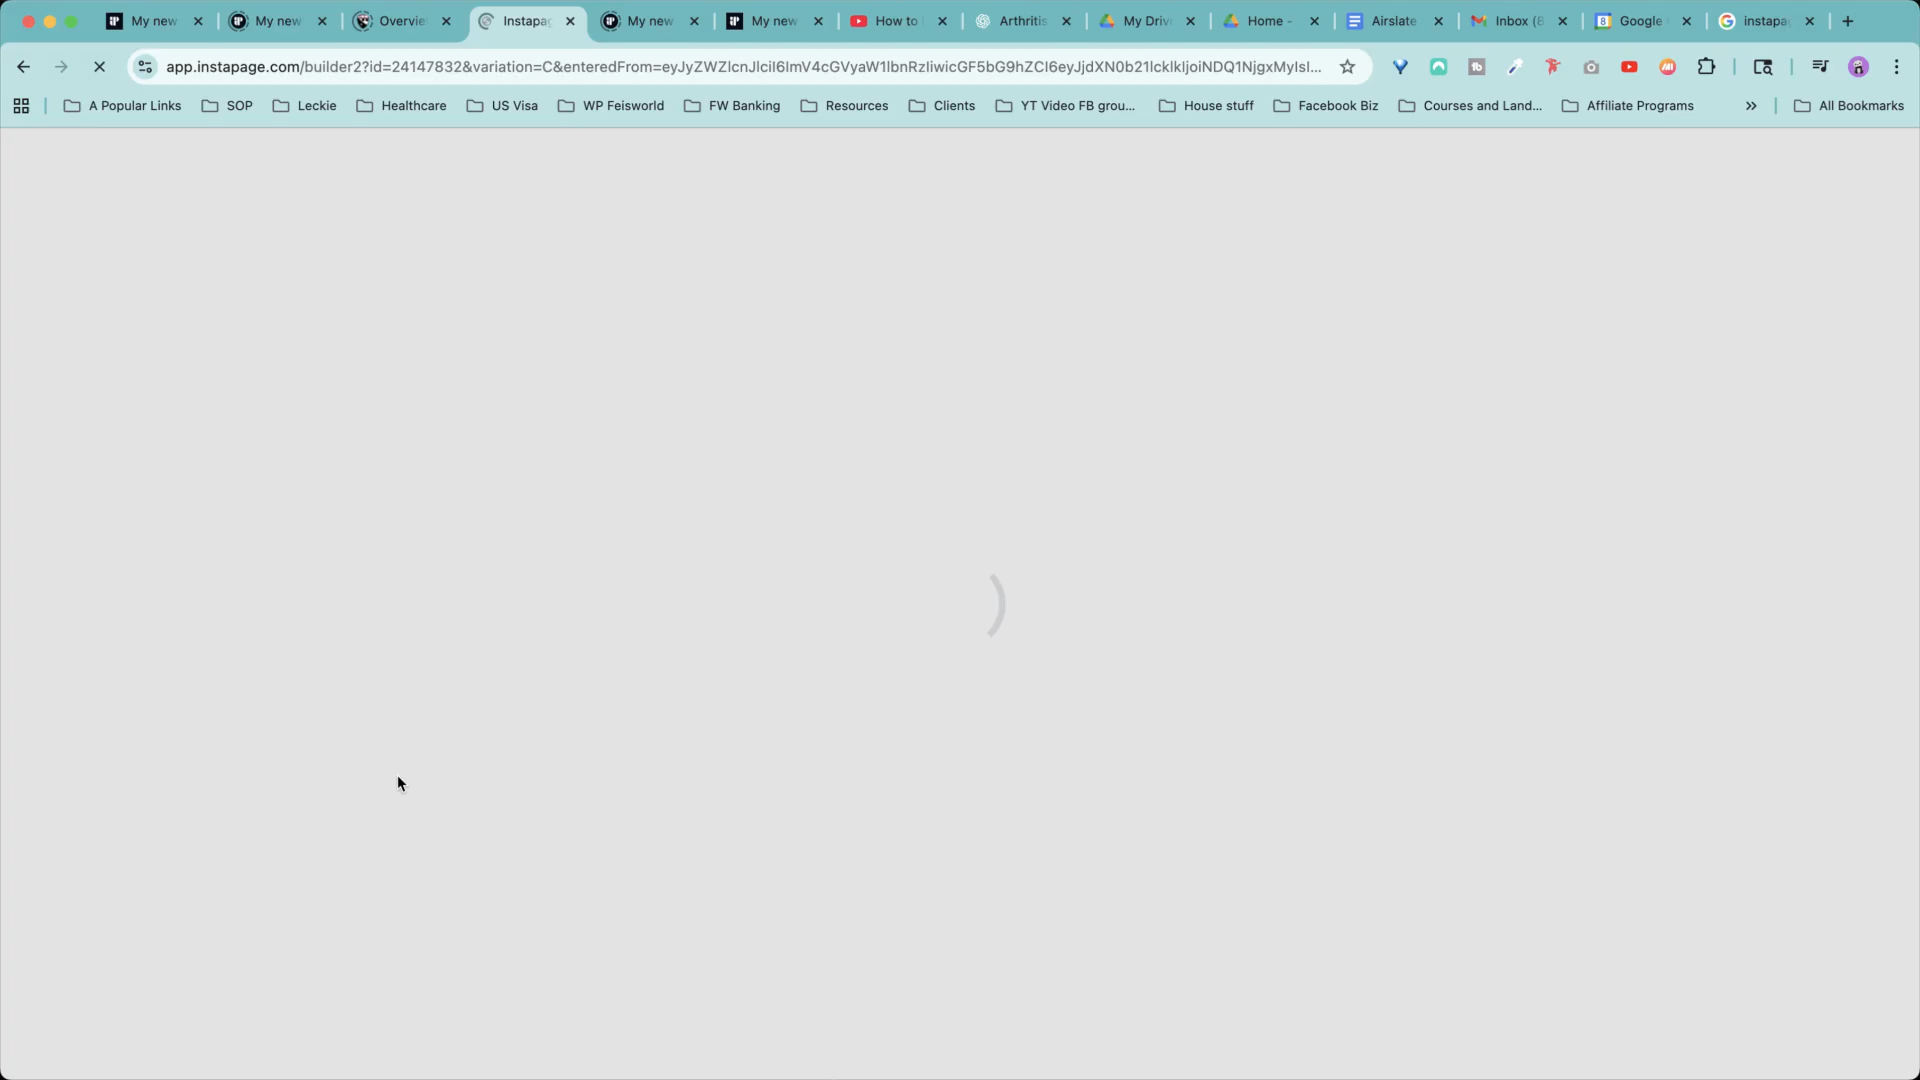 My new
My new
Overvie
Instapag
My new
My new
How to
Arthritis
My Driv
Home -
Airslate
Inbox (8
Google
instapa
app.instapage.com/builder2?id=24147832&variation=C&enteredFrom=
A Popular Links
SOP
Leckie
Healthcare
US Visa
WP Feisworld
FW Banking
Resources
Clients
YT Video FB grou...
House stuff
Facebook Biz
Courses and Land...
Affiliate Programs
All Bookmarks